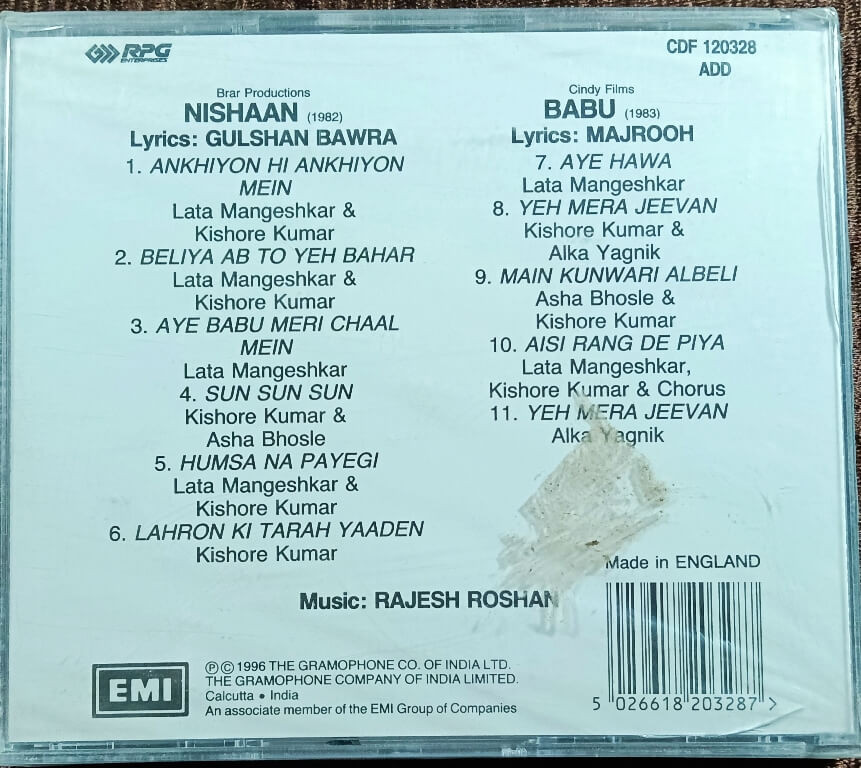 RPG
ENTERPRISES
CDF 120328
ADD
Brar Productions
NISHAAN (1982)
Lyrics: GULSHAN BAWRA
1. ANKHIYON HI ANKHIYON
MEIN
Lata Mangeshkar &
Kishore Kumar
2. BELIYA AB TO YEH BAHAR
Lata Mangeshkar &
Kishore Kumar
3. AYE BABU MERI CHAAL
MEIN
Lata Mangeshkar
4. SUN SUN SUN
Kishore Kumar &
Asha Bhosle
5. HUMSA NA PAYEGI
Lata Mangeshkar &
Kishore Kumar
6. LAHRON KI TARAH YAADEN
Kishore Kumar
Cindy Films
BABU (1983)
Lyrics: MAJROOH
7. AYE HAWA
Lata Mangeshkar
8. YEH MERA JEEVAN
Kishore Kumar &
Alka Yagnik
9. MAIN KUNWARI ALBELI
Asha Bhosle &
Kishore Kumar
10. AISI RANG DE PIYA
Lata Mangeshkar,
Kishore Kumar & Chorus
11. YEH MERA JEEVAN
Alka Yagnik
Made in ENGLAND
Music: RAJESH ROSHAN
EMI
ⓅⒸ 1996 THE GRAMOPHONE CO. OF INDIA LTD.
THE GRAMOPHONE COMPANY OF INDIA LIMITED.
Calcutta • India
An associate member of the EMI Group of Companies
5 026618 203287 >